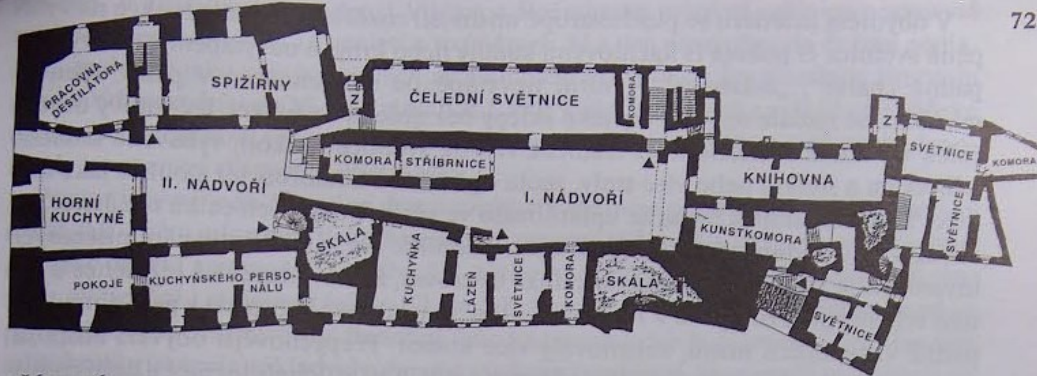 72
PRACOVNA
DESTILÁTORA
SPIŽÍRNY
Z
ČELEDNÍ SVĚTNICE
KOMORA
Z
SVĚTNICE
KOMORA
KOMORA
STŘÍBRNICE
KNIHOVNA
II. NÁDVOŘÍ
I. NÁDVOŘÍ
HORNÍ
KUCHYNĚ
SKÁLA
KUNSTKOMORA
SVĚTNICE
POKOJE
KUCHYŇSKÉHO
PERSO-
NÁLU
KUCHYŇKA
LÁZEŇ
SVĚTNICE
KOMORA
SKÁLA
SVĚTNICE